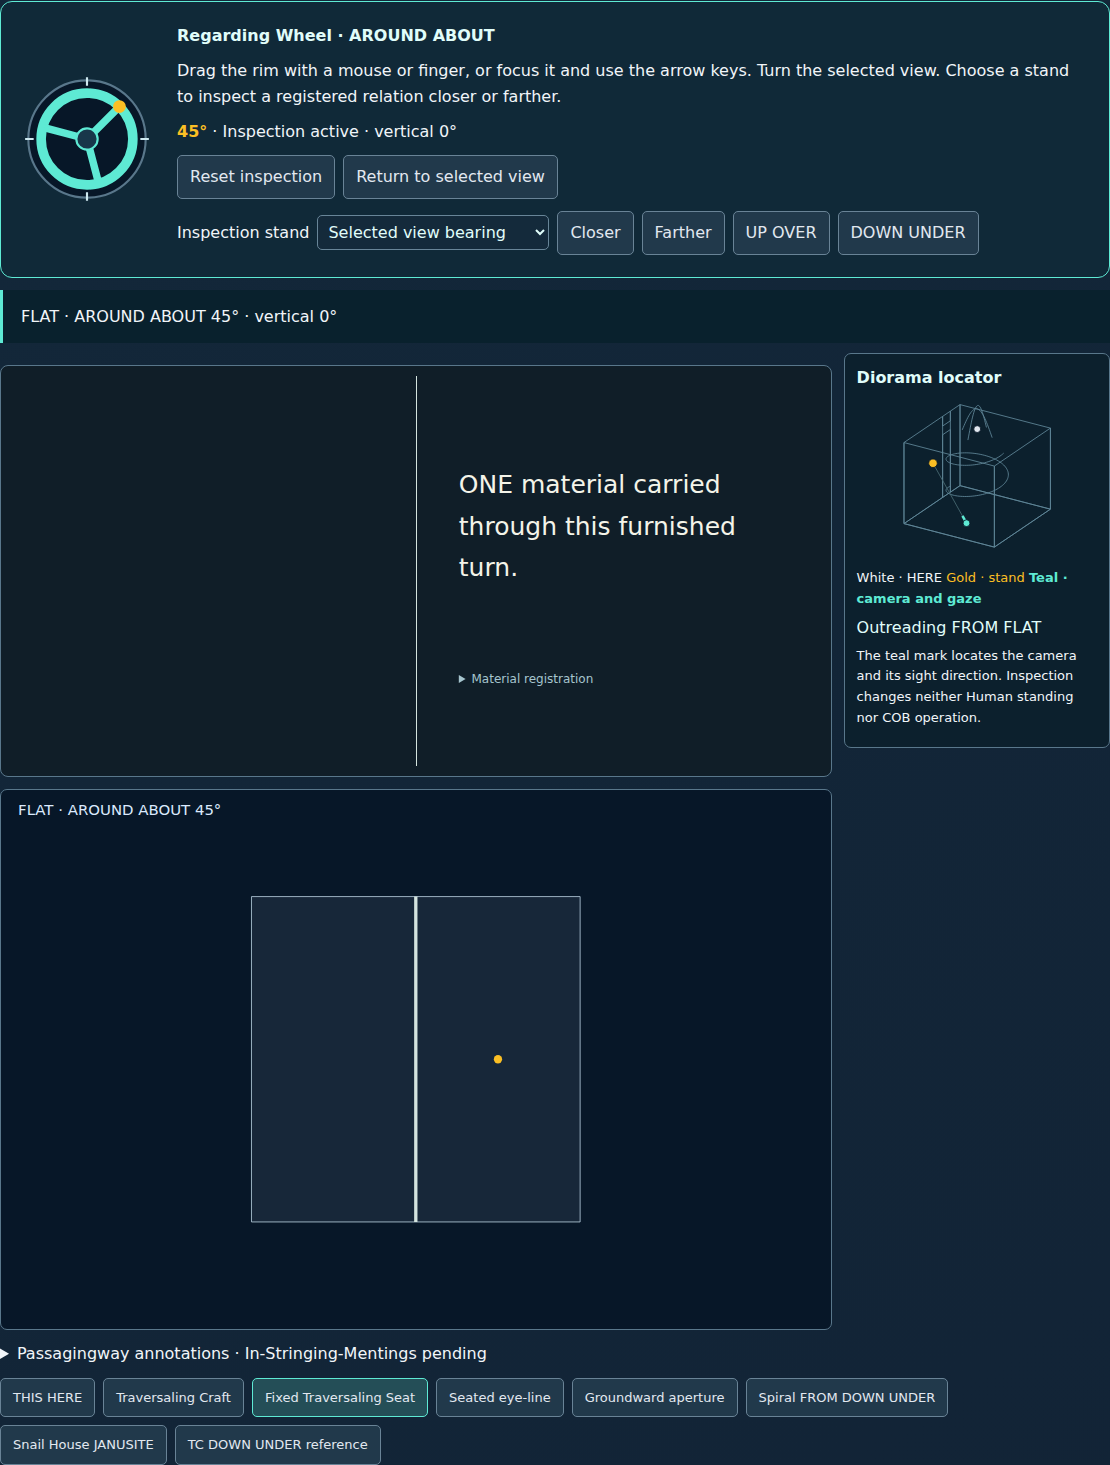 Regarding Wheel · AROUND ABOUT
Drag the rim with a mouse or finger, or focus it and use the arrow keys. Turn the selected view. Choose a stand
to inspect a registered relation closer or farther.
45° · Inspection active · vertical 0°
Reset inspection
Return to selected view
Inspection stand
Selected view bearing
Closer
Farther
UP OVER
DOWN UNDER
FLAT · AROUND ABOUT 45° · vertical 0°
ONE material carried
through this furnished
turn.
Material registration
Diorama locator
White · HERE Gold · stand Teal ·
camera and gaze
Outreading FROM FLAT
The teal mark locates the camera
and its sight direction. Inspection
changes neither Human standing
nor COB operation.
FLAT · AROUND ABOUT 45°
Passagingway annotations · In-Stringing-Mentings pending
THIS HERE
Traversaling Craft
Fixed Traversaling Seat
Seated eye-line
Groundward aperture
Spiral FROM DOWN UNDER
Snail House JANUSITE
TC DOWN UNDER reference